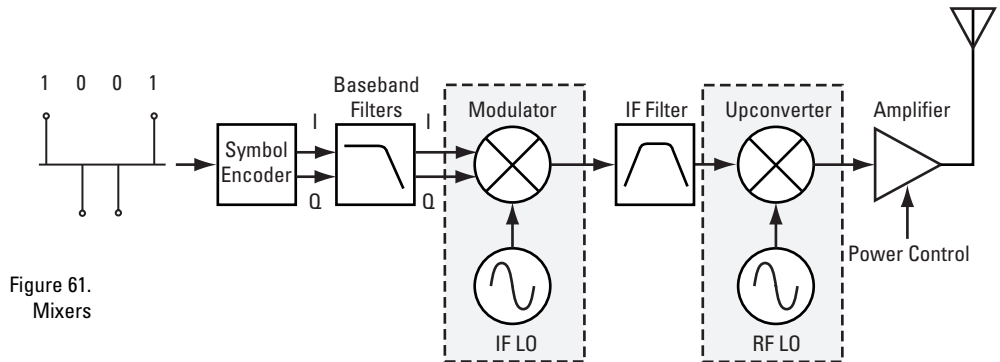 1 0 0 1
Baseband
Filters
I
I
Modulator
IF Filter
Upconverter
Amplifier
Symbol
Encoder
Q
Q
Power Control
Figure 61.
Mixers
IF LO
RF LO